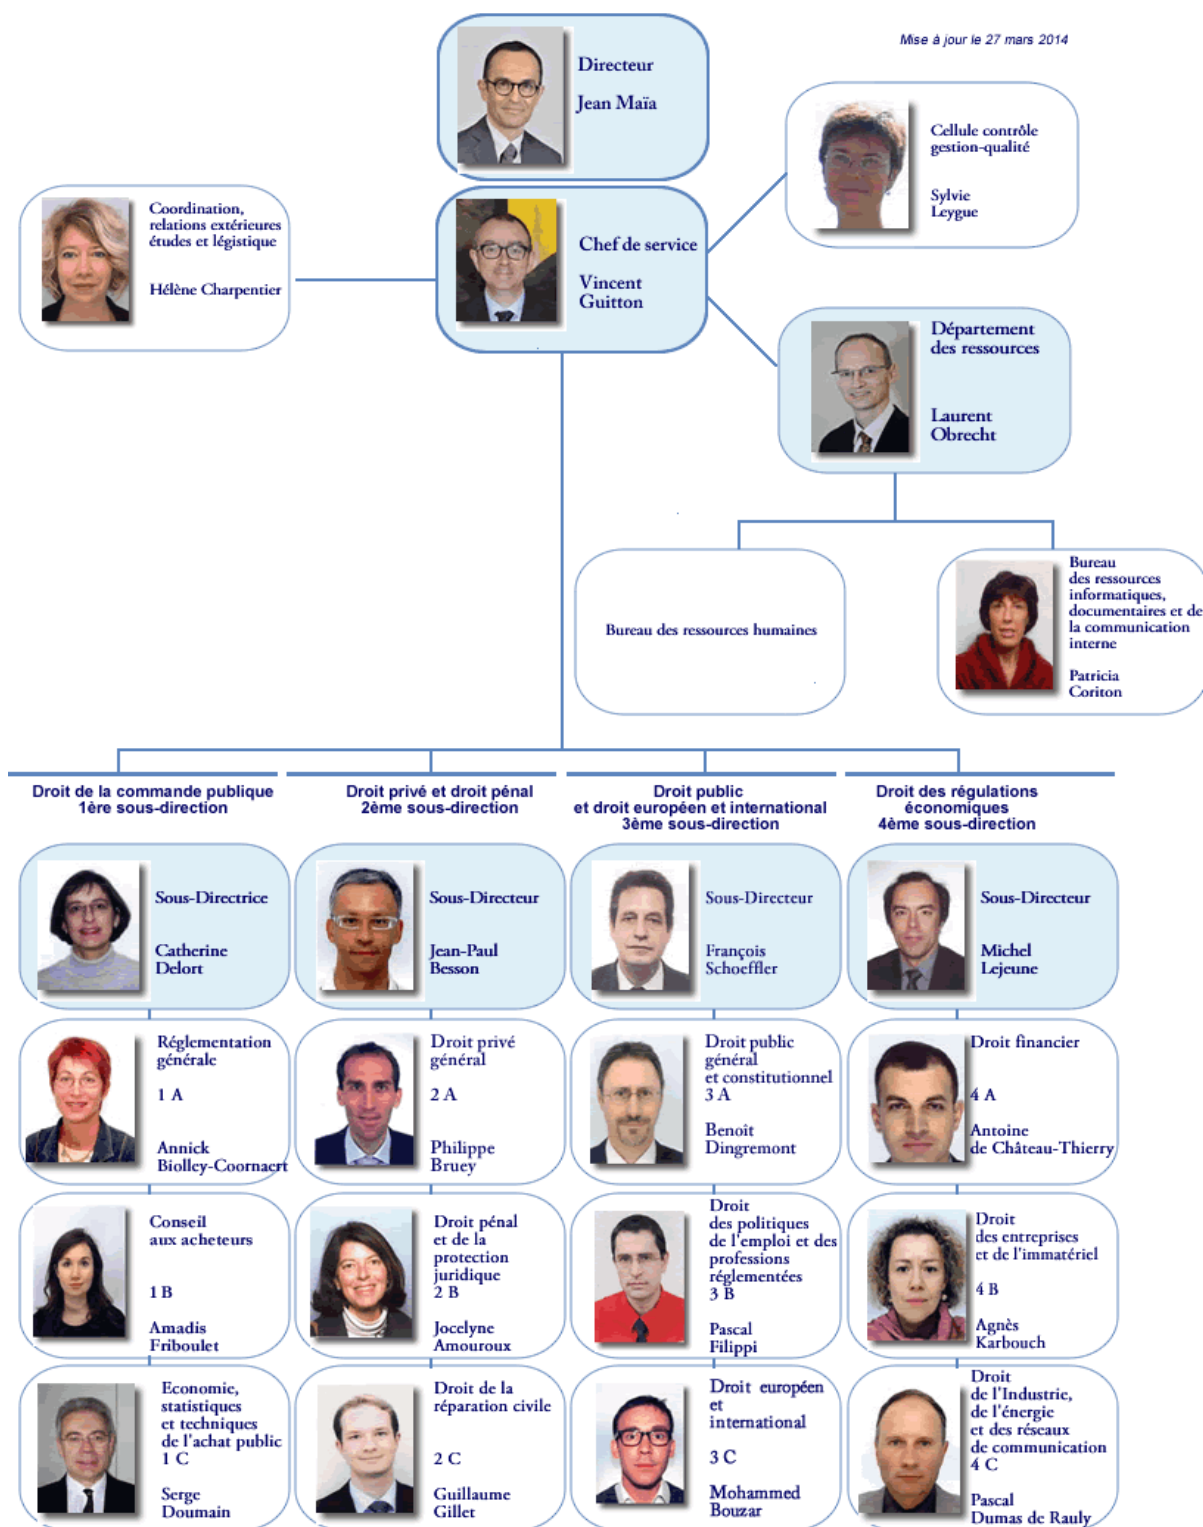 Mise à jour le 27 mars 2014
Directeur
Jean Maïa
Cellule contrôle
gestion-qualité
Sylvie
Leygue
Coordination,
relations extérieures
études et légistique
Hélène Charpentier
Chef de service
Vincent
Guitton
Département
des ressources
Laurent
Obrecht
Bureau des ressources humaines
Bureau
des ressources
informatiques,
documentaires et de
la communication
interne
Patricia
Coriton
Droit de la commande publique
1ère sous-direction
Droit privé et droit pénal
2ème sous-direction
Droit public
et droit européen et international
3ème sous-direction
Droit des régulations
économiques
4ème sous-direction
Sous-Directrice
Catherine
Delort
Sous-Directeur
Jean-Paul
Besson
Sous-Directeur
François
Schoeffler
Sous-Directeur
Michel
Lejeune
Réglementation
générale
1 A
Annick
Biolley-Coornaert
Droit privé
général
2 A
Philippe
Bruey
Droit public
général
et constitutionnel
3 A
Benoît
Dingremont
Droit financier
4 A
Antoine
de Château-Thierry
Conseil
aux acheteurs
1 B
Amadis
Friboulet
Droit pénal
et de la
protection
juridique
2 B
Jocelyne
Amouroux
Droit
des politiques
de l'emploi et des
professions
réglementées
3 B
Pascal
Filippi
Droit
des entreprises
et de l'immatériel
4 B
Agnès
Karbouch
Economie,
statistiques
et techniques
de l'achat public
1 C
Serge
Doumain
Droit de la
réparation civile
2 C
Guillaume
Gillet
Droit européen
et
international
3 C
Mohammed
Bouzar
Droit
de l'Industrie,
de l'énergie
et des réseaux
de communication
4 C
Pascal
Dumas de Rauly